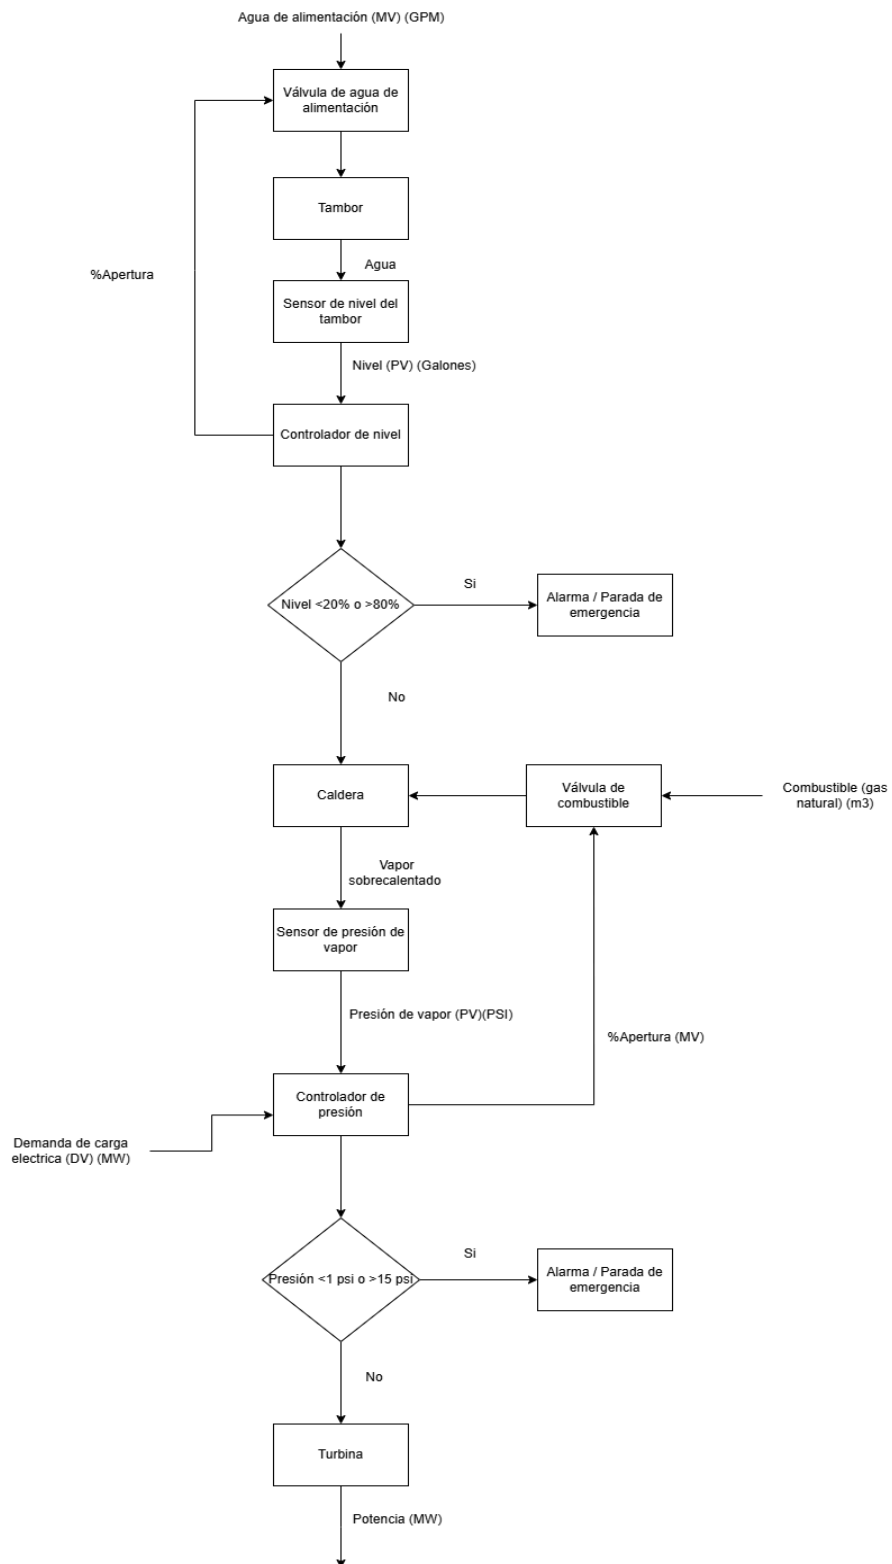 Agua de alimentación (MV) (GPM)
Válvula de agua de
alimentación
Tambor
Agua
%Apertura
Sensor de nivel del
tambor
Nivel (PV) (Galones)
Controlador de nivel
Si
Nivel <20% o >80%
Alarma / Parada de
emergencia
No
Caldera
Válvula de
combustible
Combustible (gas
natural) (m3)
Vapor
sobrecalentado
Sensor de presión de
vapor
Presión de vapor (PV)(PSI)
%Apertura (MV)
Controlador de
presión
Demanda de carga
electrica (DV) (MW)
Si
Presión <1 psi o >15 psi
Alarma / Parada de
emergencia
No
Turbina
Potencia (MW)